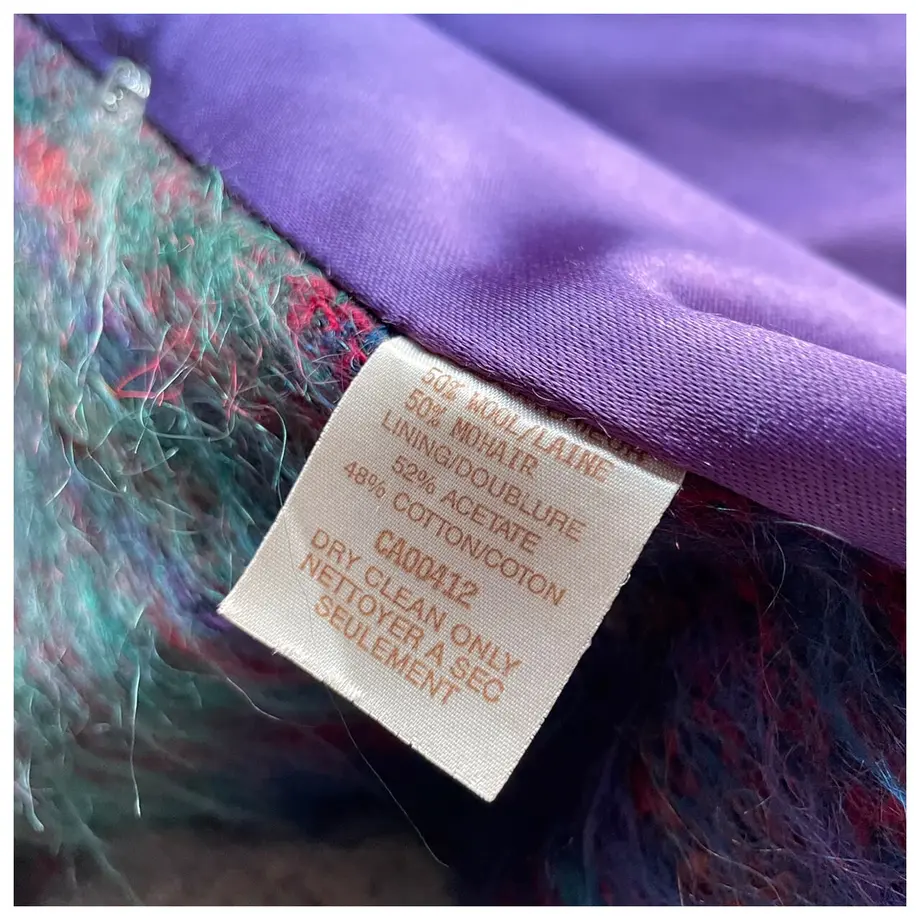 50% WOOL/LAINE
50% MOHAIR
LINING/DOUBLURE
52% ACETATE
48% COTTON/COTON
CA00412
DRY CLEAN ONLY
NETTOYER A SEC
SEULEMENT